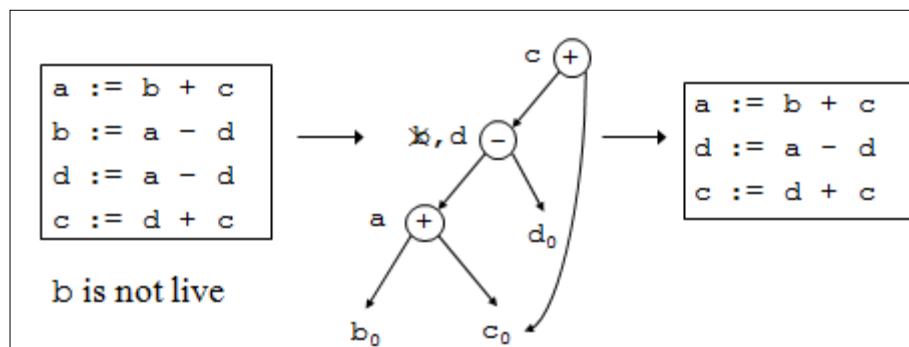 a := b + c
b := a - d
d := a - d
c := d + c
b is not live
c +
b, d -
a +
d₀
b₀ c₀
a := b + c
d := a - d
c := d + c